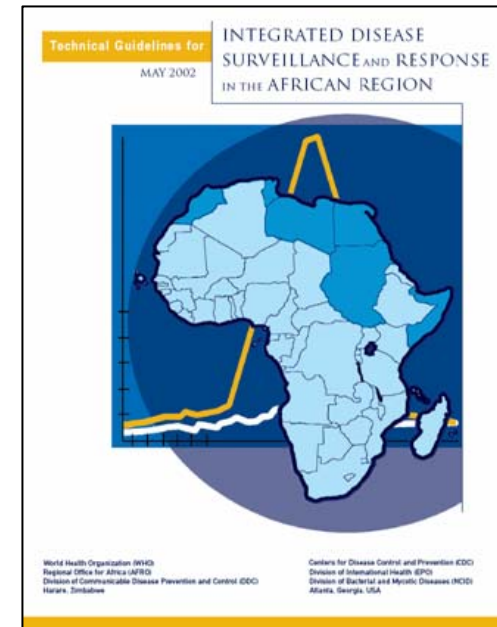 Technical Guidelines for
MAY 2002
INTEGRATED DISEASE
SURVEILLANCE AND RESPONSE
IN THE AFRICAN REGION
World Health Organization (WHO)
Regional Office for Africa (AFRO)
Division of Communicable Disease Prevention and Control (DDC)
Harare, Zimbabwe
Centers for Disease Control and Prevention (CDC)
Division of International Health (EPO)
Division of Bacterial and Mycotic Diseases (NCID)
Atlanta, Georgia, USA